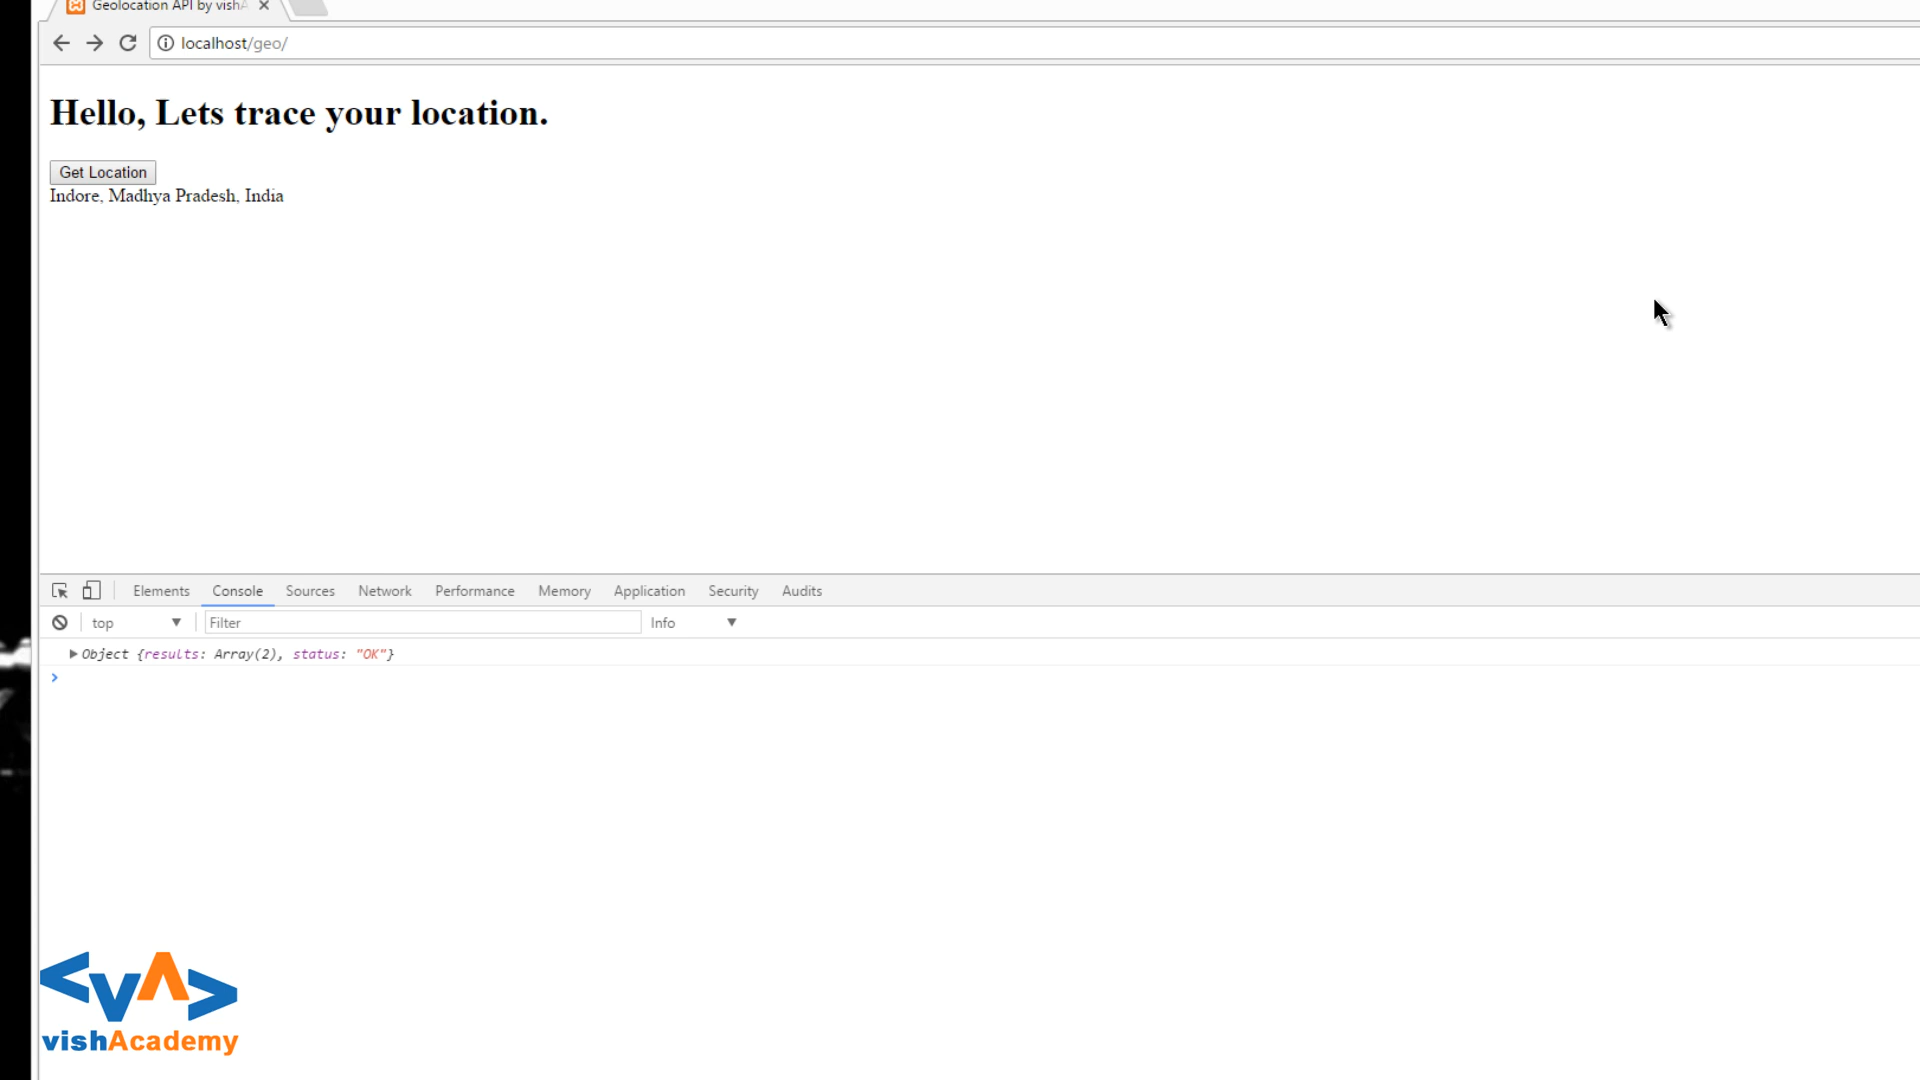 Geolocation API by vishA
localhost/geo/
Hello, Lets trace your location.
Get Location
Indore, Madhya Pradesh, India
Elements Console Sources Network Performance Memory Application Security Audits
top Filter Info
Object {results: Array(2), status: "OK"}
vishAcademy